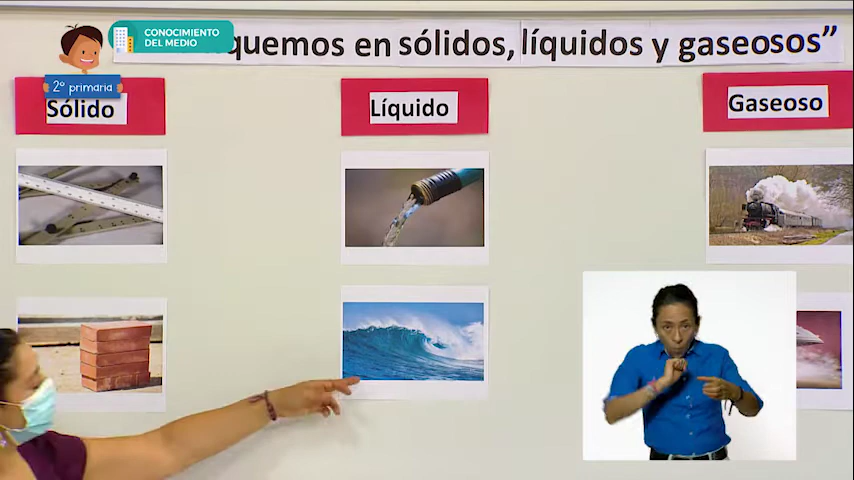 CONOCIMIENTO
DEL MEDIO
quemos en sólidos, líquidos y gaseosos”
2° primaria
Sólido
Líquido
Gaseoso